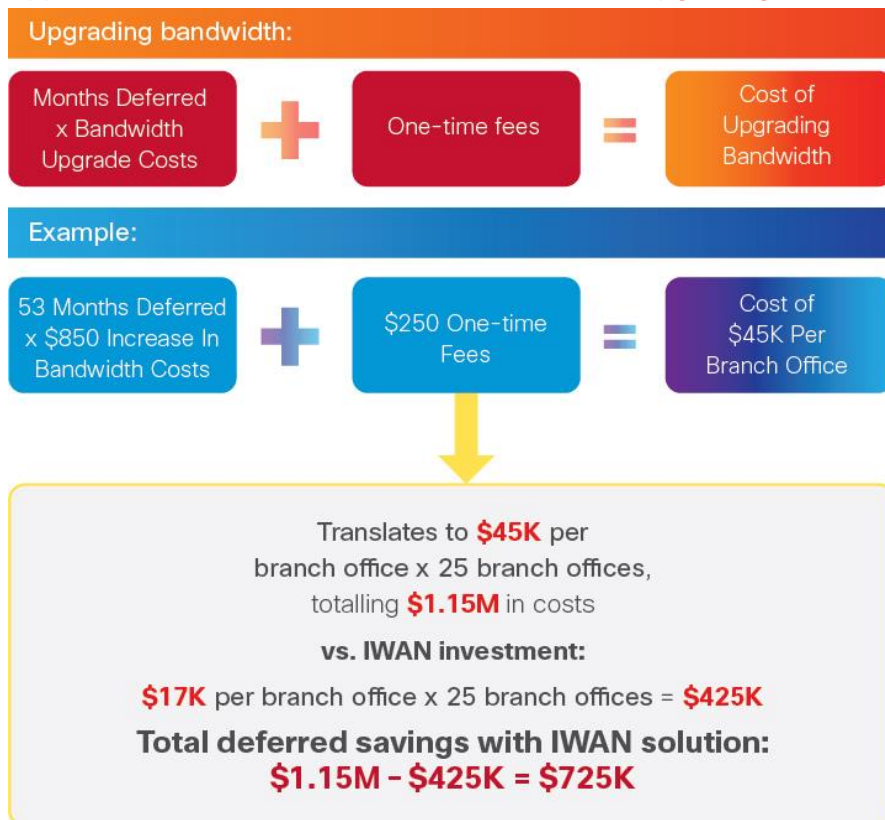 Upgrading bandwidth:
Months Deferred
x Bandwidth
Upgrade Costs
+
One-time fees
=
Cost of
Upgrading
Bandwidth
Example:
53 Months Deferred
x $850 Increase In
Bandwidth Costs
+
$250 One-time
Fees
=
Cost of
$45K Per
Branch Office
Translates to $45K per
branch office x 25 branch offices,
totalling $1.15M in costs
vs. IWAN investment:
$17K per branch office x 25 branch offices = $425K
Total deferred savings with IWAN solution:
$1.15M – $425K = $725K